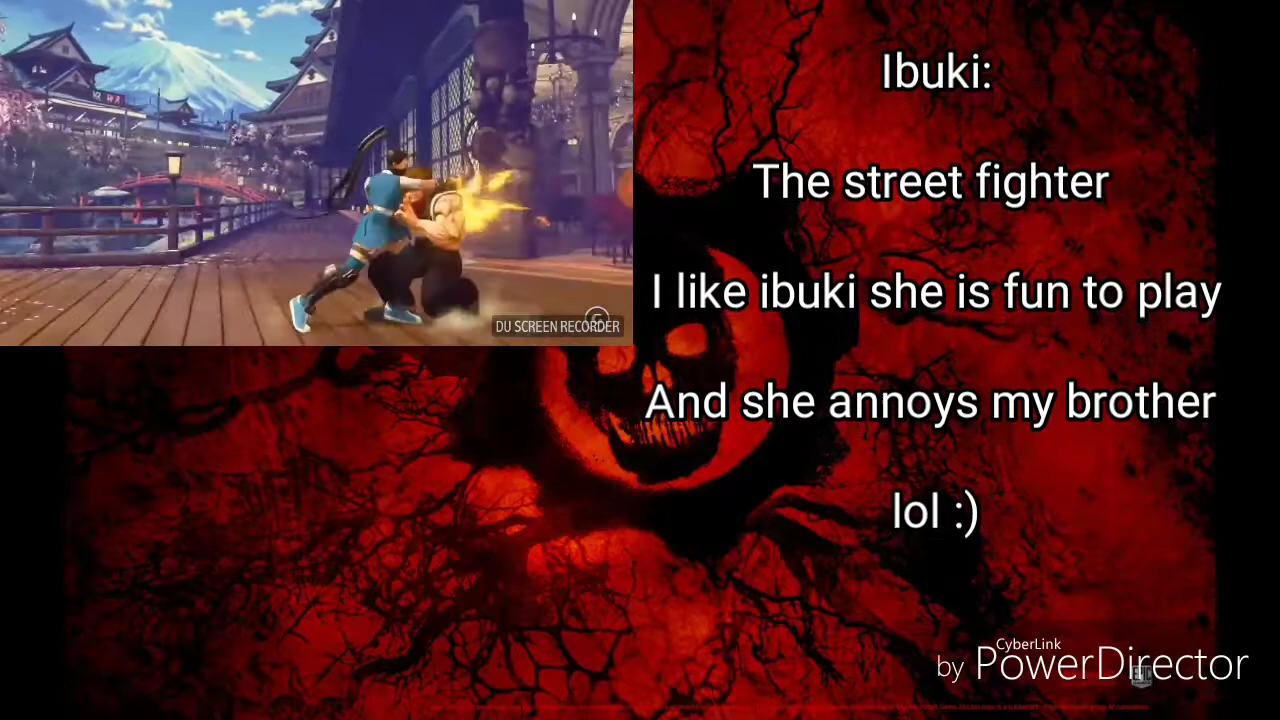 Ibuki:
The street fighter
I like ibuki she is fun to play
And she annoys my brother
lol :)
DU SCREEN RECORDER
CyberLink
by PowerDirector